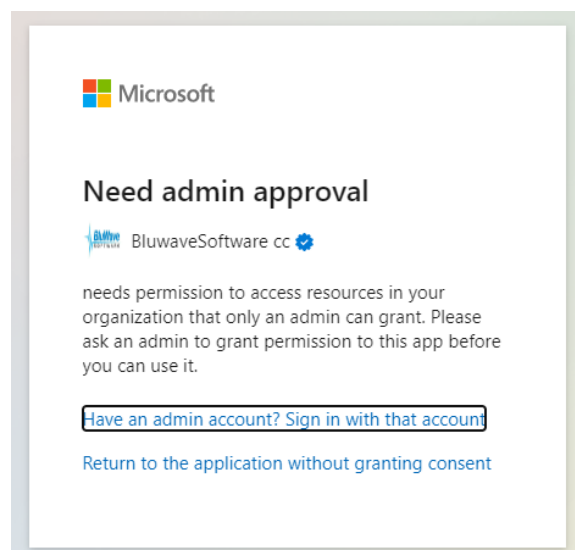 Microsoft
Need admin approval
BluWave
SOFTWARE
BluwaveSoftware cc
needs permission to access resources in your
organization that only an admin can grant. Please
ask an admin to grant permission to this app before
you can use it.
Have an admin account? Sign in with that account
Return to the application without granting consent